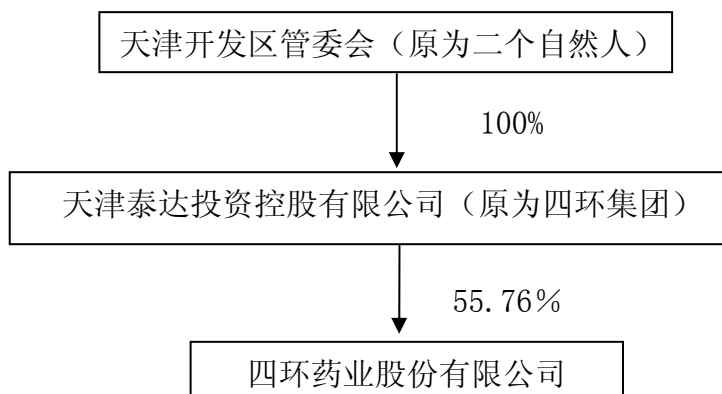 天津开发区管委会（原为二个自然人）
100%
天津泰达投资控股有限公司（原为四环集团）
55.76％
四环药业股份有限公司